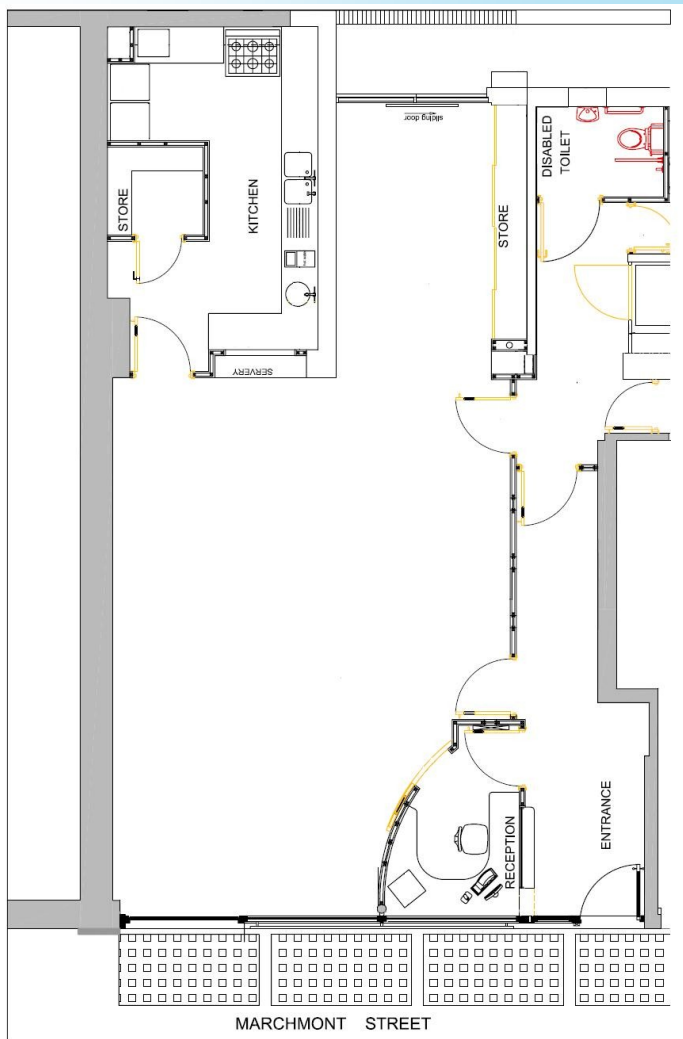 sliding door
DISABLED
TOILET
STORE
KITCHEN
STORE
SERVERY
RECEPTION
ENTRANCE
MARCHMONT STREET